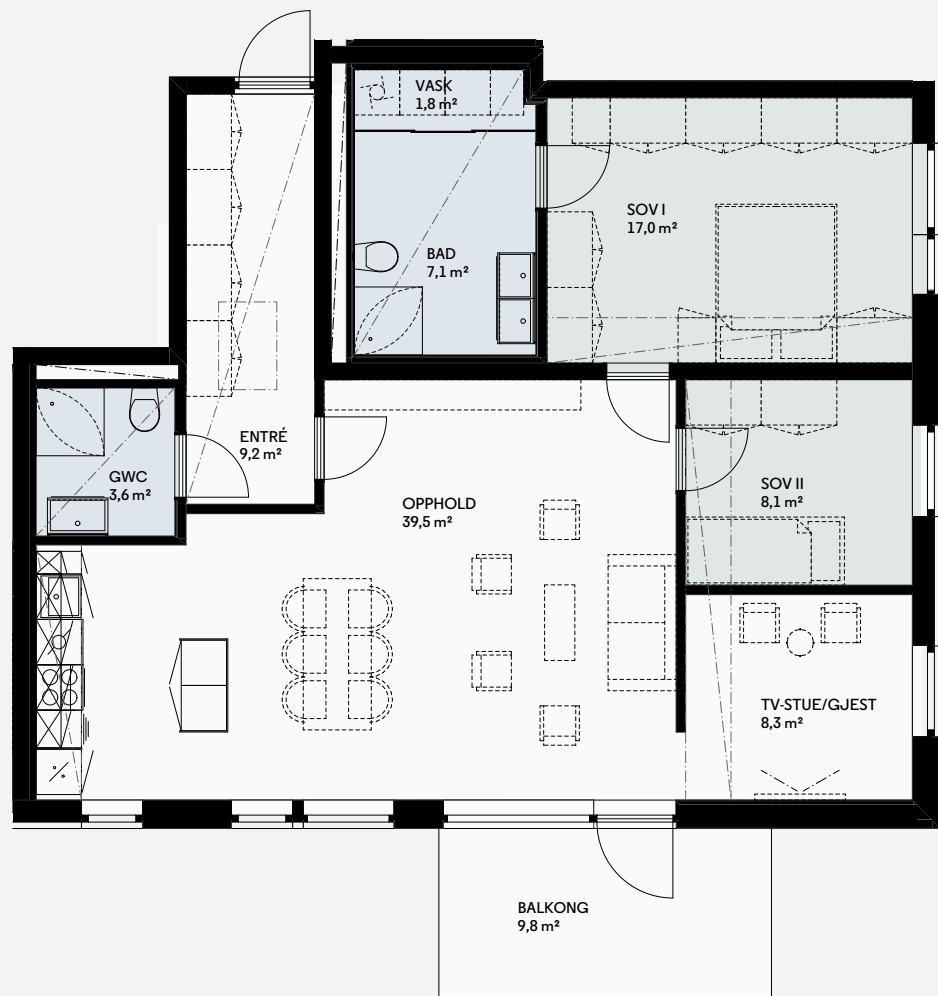 VASK
1,8 m²
SOV I
17,0 m²
BAD
7,1 m²
ENTRÉ
9,2 m²
GWC
3,6 m²
OPPHOLD
39,5 m²
SOV II
8,1 m²
TV-STUE/GJEST
8,3 m²
BALKONG
9,8 m²